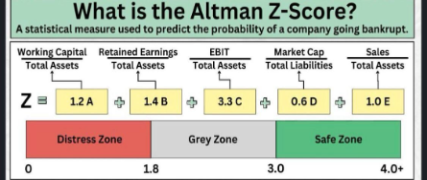 What is the Altman Z-Score?
A statistical measure used to predict the probability of a company going bankrupt.
Working Capital Retained Earnings EBIT Market Cap Sales
Total Assets Total Assets Total Assets Total Liabilities Total Assets
Z = 1.2 A + 1.4 B + 3.3 C + 0.6 D + 1.0 E
Distress Zone Grey Zone Safe Zone
0 1.8 3.0 4.0+